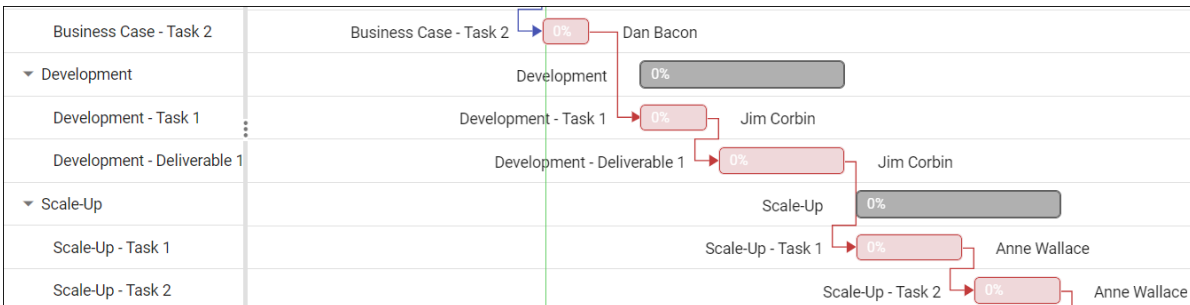 Business Case - Task 2 Business Case - Task 2 0% Dan Bacon
Development Development 0%
Development - Task 1 Development - Task 1 0% Jim Corbin
Development - Deliverable 1 Development - Deliverable 1 0% Jim Corbin
Scale-Up Scale-Up 0%
Scale-Up - Task 1 Scale-Up - Task 1 0% Anne Wallace
Scale-Up - Task 2 Scale-Up - Task 2 0% Anne Wallace